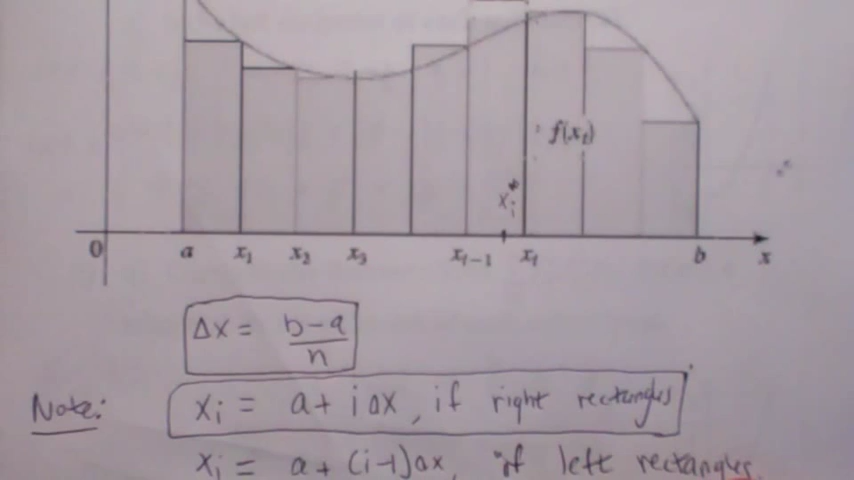 f(xᵢ)
xᵢ*
0 a x₁ x₂ x₃ xᵢ₋₁ xᵢ b x
Δx = b-a
n
Note: xᵢ = a + iΔx, if right rectangles
xᵢ = a + (i-1)Δx, if left rectangles